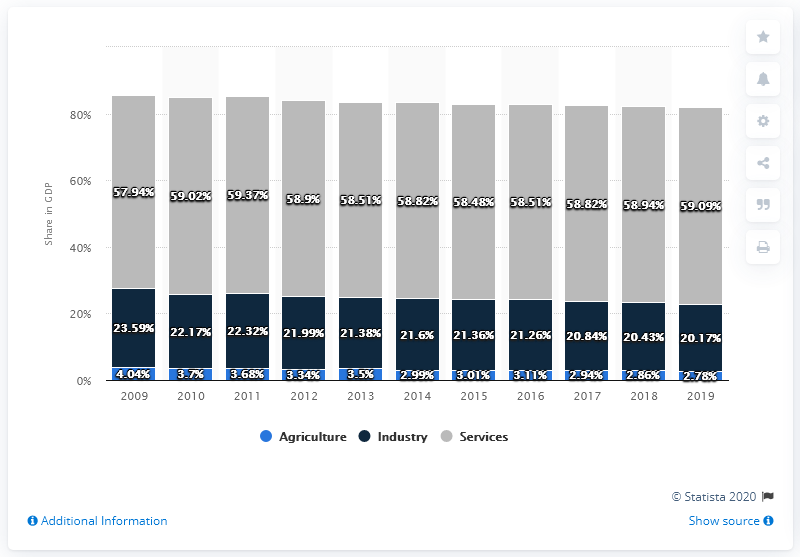 Share in GDP
80%
60%
40%
20%
0%
57.94% 59.02% 59.37% 58.9% 58.51% 58.82% 58.48% 58.51% 58.82% 58.94% 59.09%
23.59% 22.17% 22.32% 21.99% 21.38% 21.6% 21.36% 21.26% 20.84% 20.43% 20.17%
4.04% 3.7% 3.68% 3.34% 3.5% 2.99% 3.01% 3.11% 2.94% 2.86% 2.78%
2009 2010 2011 2012 2013 2014 2015 2016 2017 2018 2019
Agriculture Industry Services
© Statista 2020
Additional Information Show source